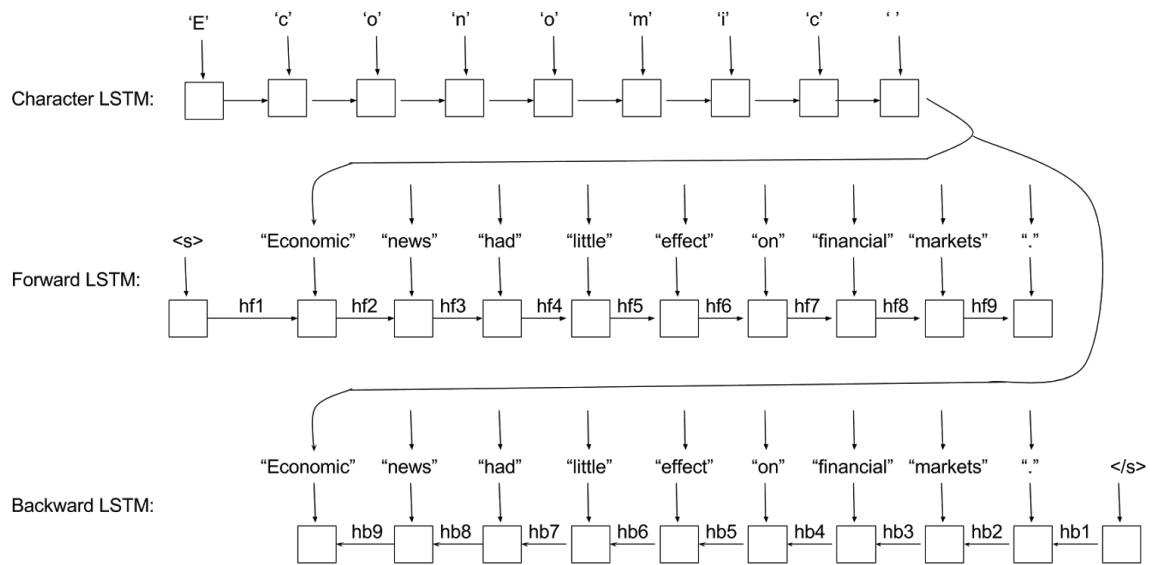 ‘E’ ‘c’ ‘o’ ‘n’ ‘o’ ‘m’ ‘i’ ‘c’ ‘ ’
Character LSTM:
<s> “Economic” “news” “had” “little” “effect” “on” “financial” “markets” “.”
Forward LSTM:
hf1 hf2 hf3 hf4 hf5 hf6 hf7 hf8 hf9
“Economic” “news” “had” “little” “effect” “on” “financial” “markets” “.” </s>
Backward LSTM:
hb9 hb8 hb7 hb6 hb5 hb4 hb3 hb2 hb1